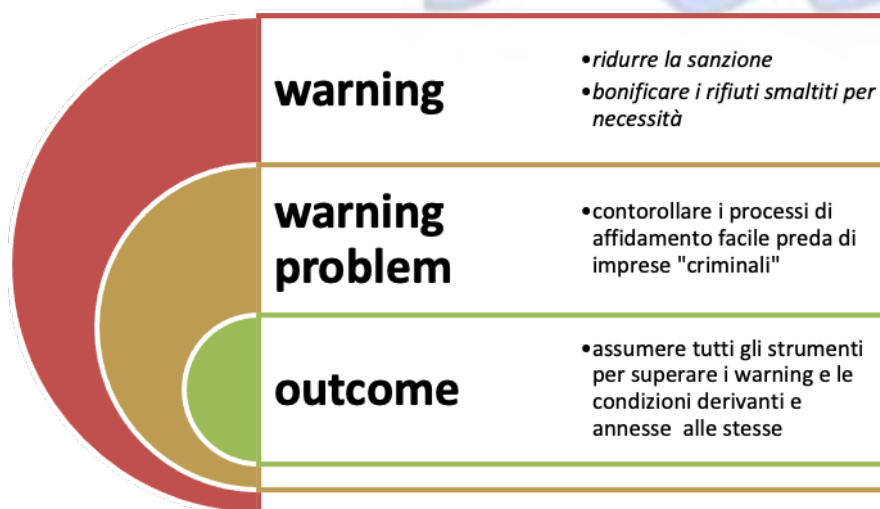 warning
•ridurre la sanzione
•bonificare i rifiuti smaltiti per
necessità
warning
problem
•contorollare i processi di
affidamento facile preda di
imprese "criminali"
outcome
•assumere tutti gli strumenti
per superare i warning e le
condizioni derivanti e
annesse alle stesse